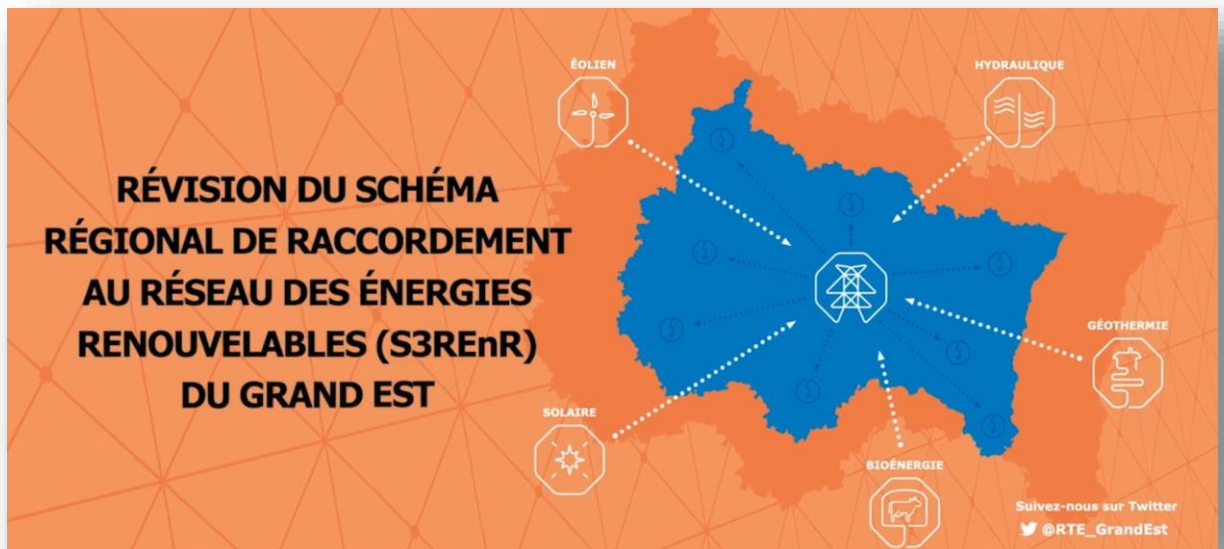 RÉVISION DU SCHÉMA
RÉGIONAL DE RACCORDEMENT
AU RÉSEAU DES ÉNERGIES
RENOUVELABLES (S3REnR)
DU GRAND EST
ÉOLIEN
HYDRAULIQUE
GÉOTHERMIE
SOLAIRE
BIOÉNERGIE
Suivez-nous sur Twitter
@RTE_GrandEst